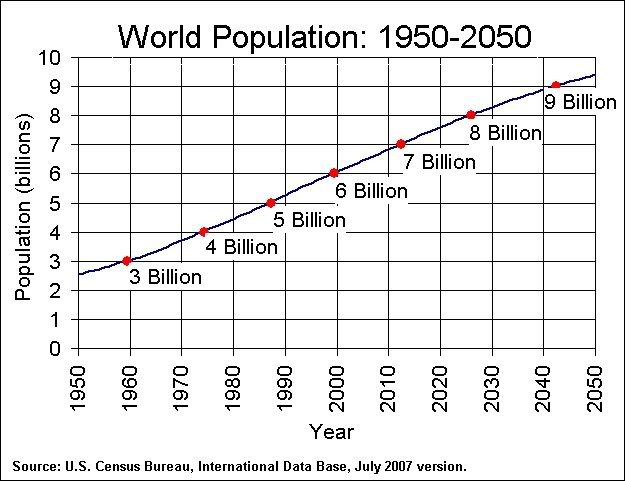 World Population: 1950-2050
10
9
8
7
6
5
4
3
2
1
0
Population (billions)
9 Billion
8 Billion
7 Billion
6 Billion
5 Billion
4 Billion
3 Billion
1950 1960 1970 1980 1990 2000 2010 2020 2030 2040 2050
Year
Source: U.S. Census Bureau, International Data Base, July 2007 version.